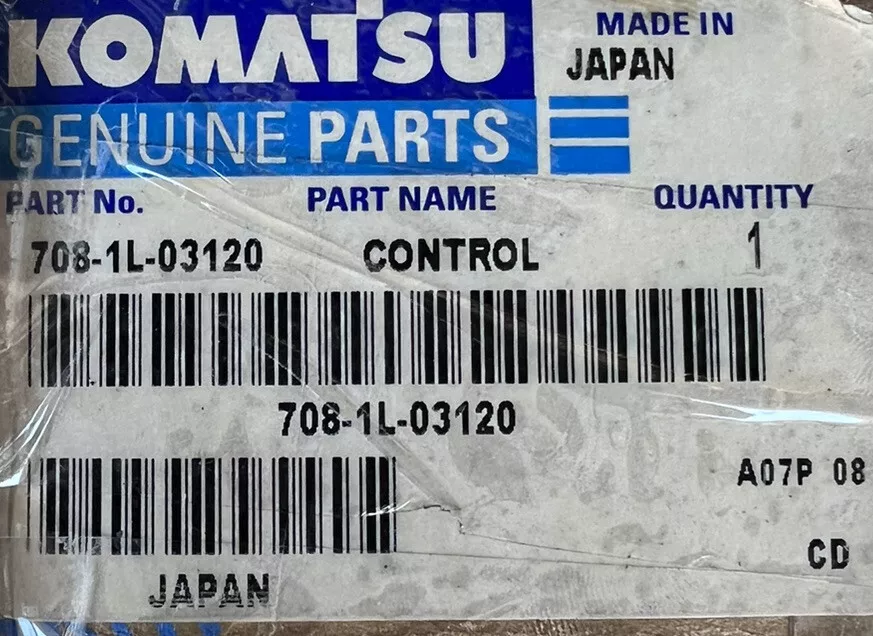 KOMATSU
MADE IN
JAPAN
GENUINE PARTS
PART No. PART NAME QUANTITY
708-1L-03120 CONTROL 1
708-1L-03120
A07P 08
CD
JAPAN